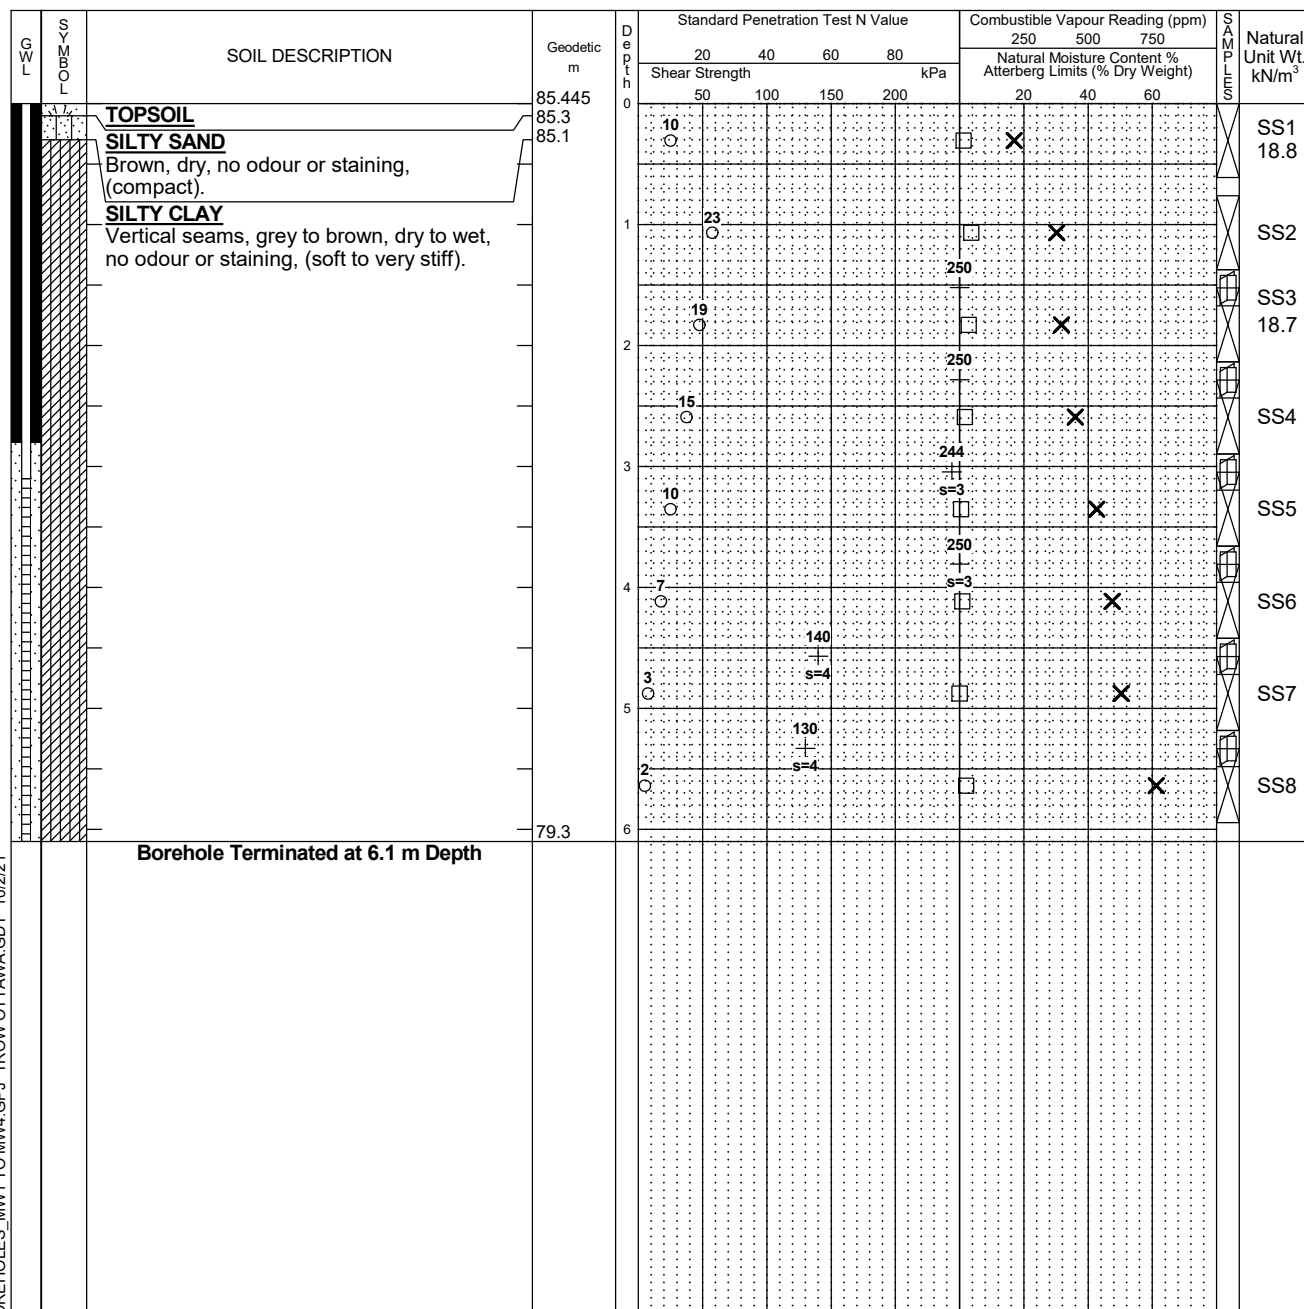 GWL
SYMBOL
SOIL DESCRIPTION
Geodetic
m
Depth
Standard Penetration Test N Value
20 40 60 80
Shear Strength kPa
50 100 150 200
Combustible Vapour Reading (ppm)
250 500 750
Natural Moisture Content %
Atterberg Limits (% Dry Weight)
20 40 60
SAMPLES
Natural
Unit Wt.
kN/m³
85.445
0
TOPSOIL
85.3
SILTY SAND
85.1
Brown, dry, no odour or staining,
(compact).
SILTY CLAY
Vertical seams, grey to brown, dry to wet,
no odour or staining, (soft to very stiff).
10
SS1
18.8
1
23
SS2
250
SS3
19
18.7
2
250
15
SS4
3
244
s=3
10
SS5
250
s=3
4
7
SS6
140
s=4
3
SS7
5
130
s=4
2
SS8
79.3
6
Borehole Terminated at 6.1 m Depth